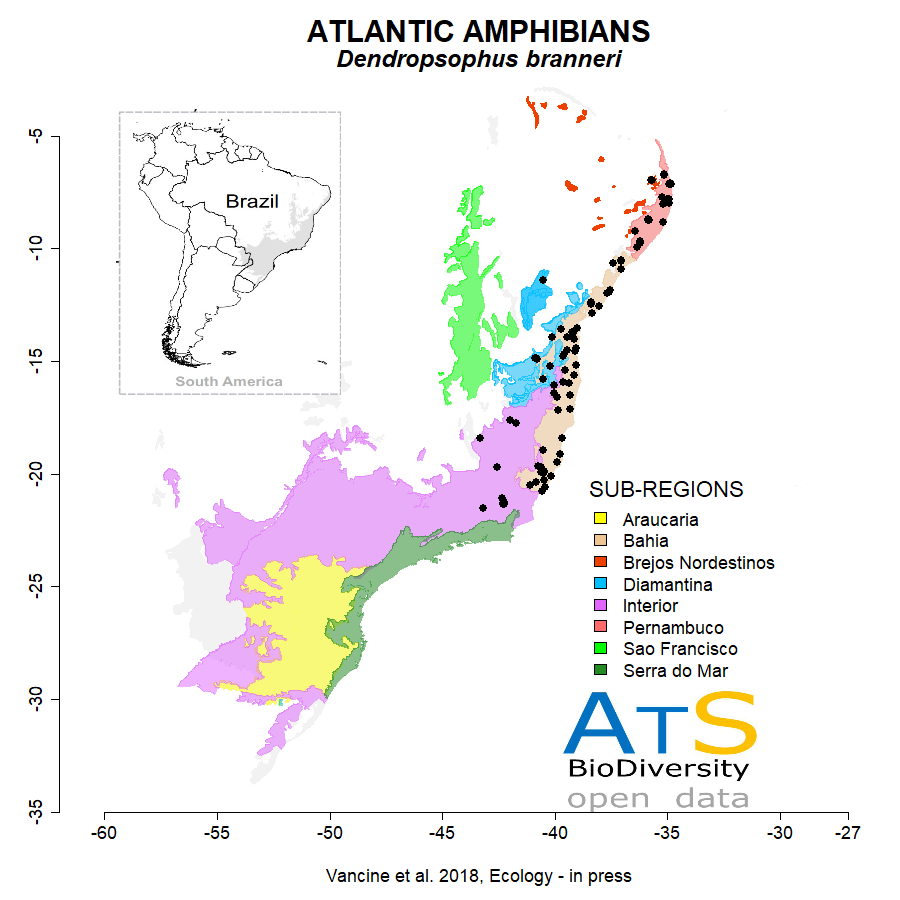 ATLANTIC AMPHIBIANS
Dendropsophus branneri
Brazil
South America
-5
-10
-15
-20
-25
-30
-35
SUB-REGIONS
Araucaria
Bahia
Brejos Nordestinos
Diamantina
Interior
Pernambuco
Sao Francisco
Serra do Mar
ATS
BioDiversity
open data
-60
-55
-50
-45
-40
-35
-30
-27
Vancine et al. 2018, Ecology - in press